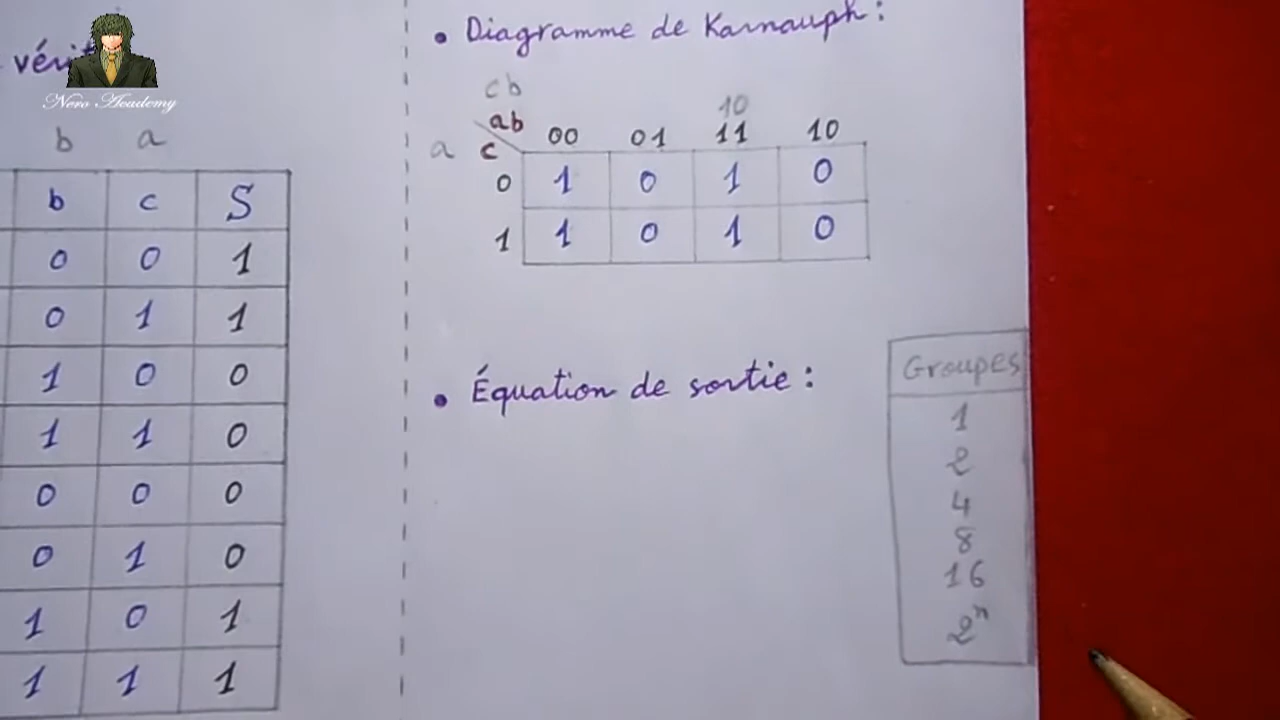 vérit
Nero Academy
b a
b c S
0 0 1
0 1 1
1 0 0
1 1 0
0 0 0
0 1 0
1 0 1
1 1 1
• Diagramme de Karnauph :
cb
10
ab 00 01 11 10
a c
0 1 0 1 0
1 1 0 1 0
• Équation de sortie :
Groupes
1
2
4
8
16
2ⁿ